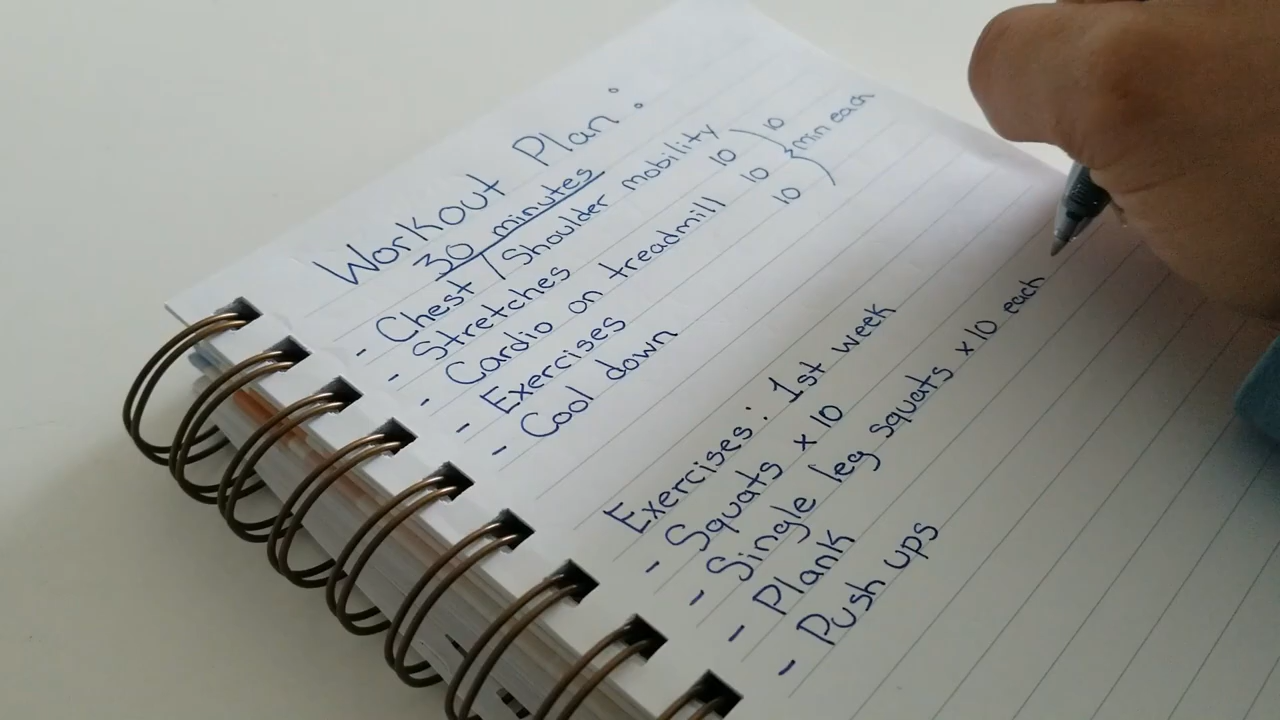 Workout Plan:
30 minutes
- Chest / Shoulder mobility 10
- Stretches 10
- Cardio on treadmill 10
- Exercises 10
- Cool down
} min each
Exercises: 1st week
- Squats x 10
- Single leg squats x10 each
- Plank
- Push ups